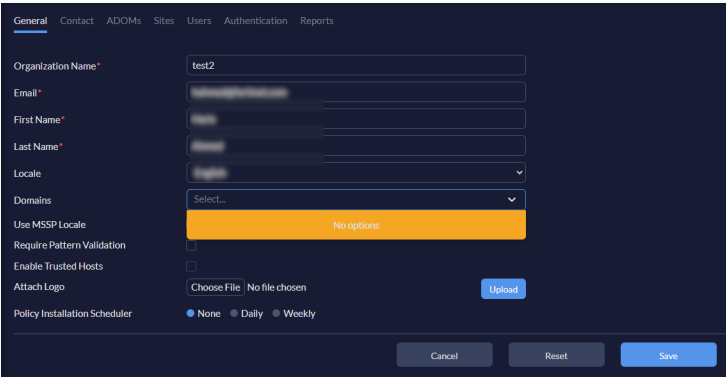 General Contact ADOMs Sites Users Authentication Reports
Organization Name* test2
Email*
First Name*
Last Name*
Locale
Domains Select...
Use MSSP Locale No options
Require Pattern Validation
Enable Trusted Hosts
Attach Logo Choose File No file chosen Upload
Policy Installation Scheduler None Daily Weekly
Cancel Reset Save